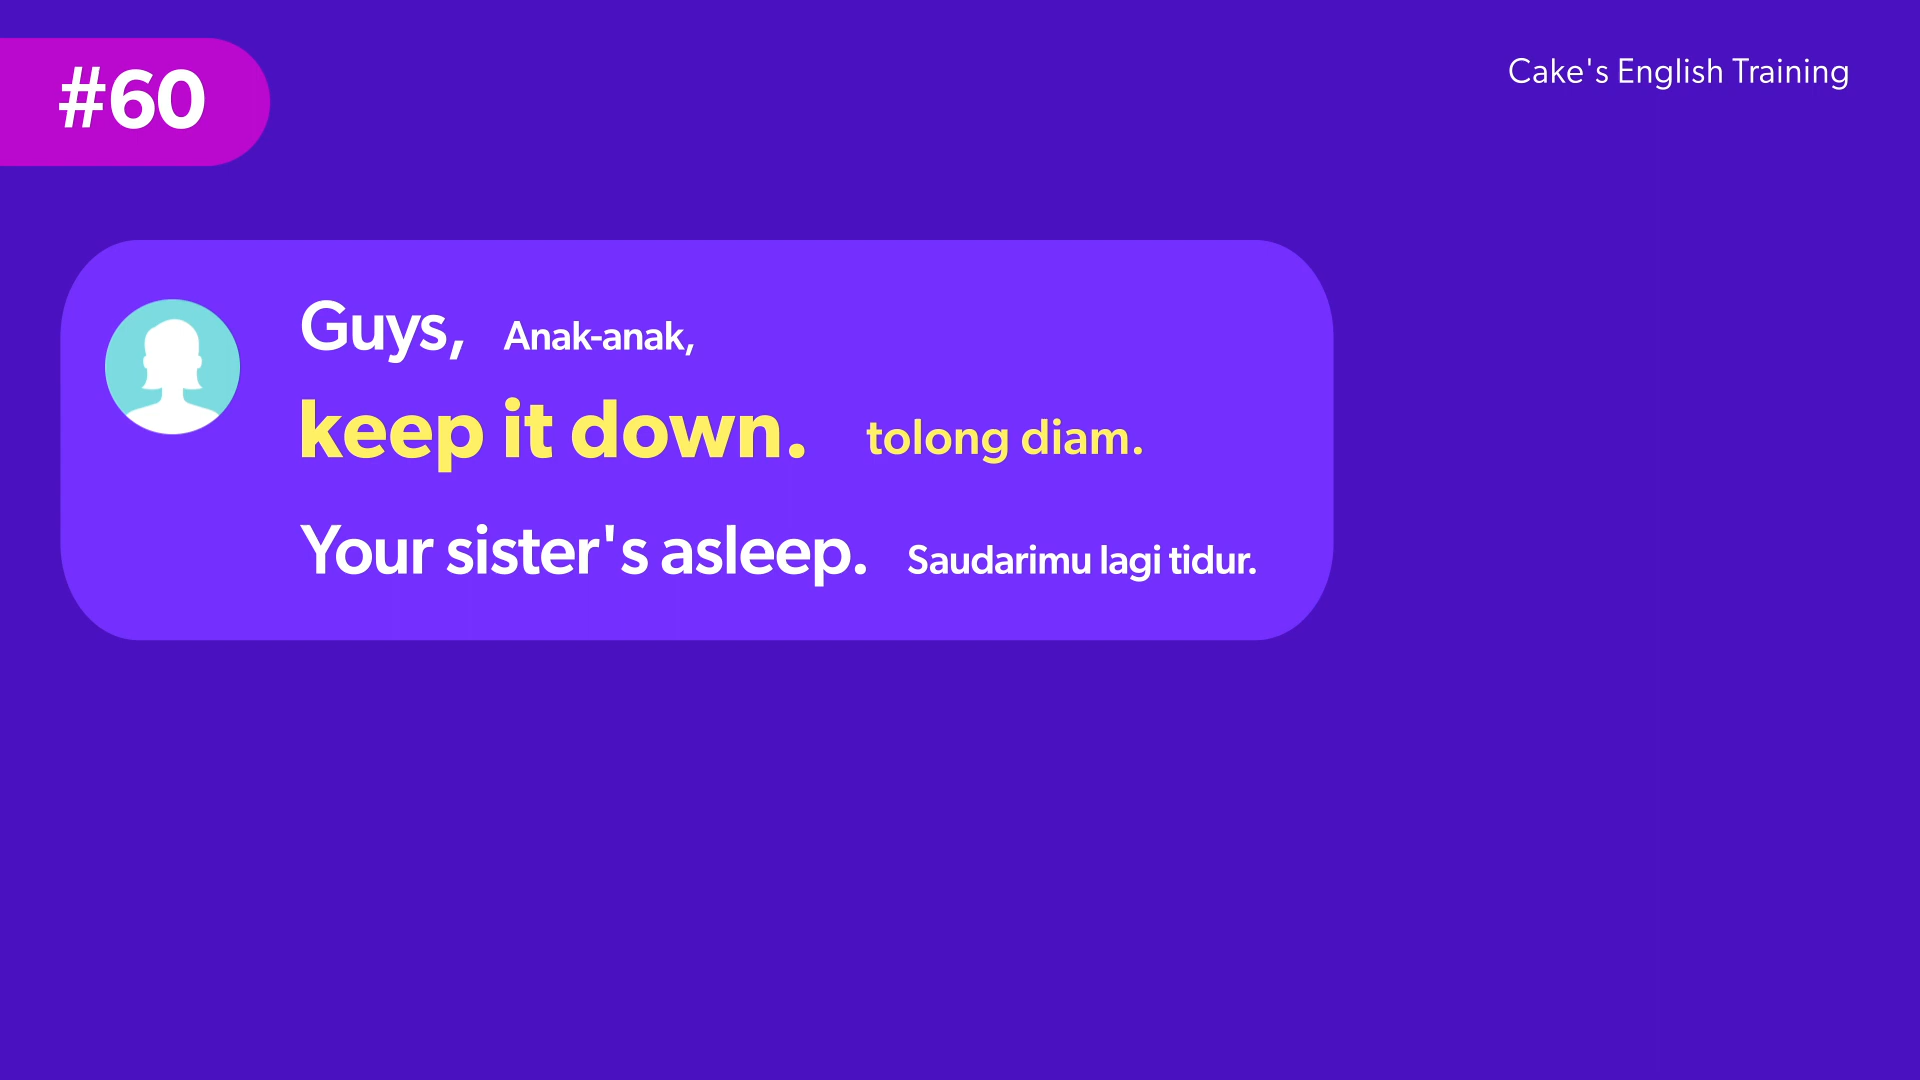 #60
Cake's English Training
Guys, Anak-anak,
keep it down. tolong diam.
Your sister's asleep. Saudarimu lagi tidur.